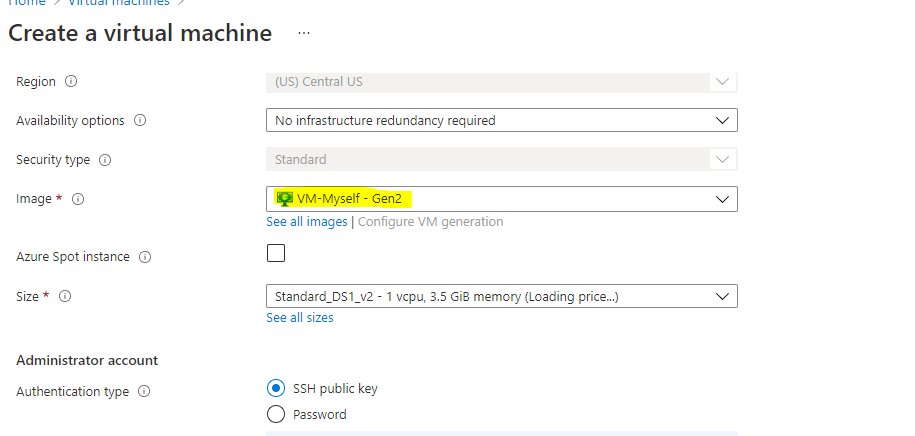 Home > Virtual machines >
Create a virtual machine ...
Region (US) Central US
Availability options No infrastructure redundancy required
Security type Standard
Image * VM-Myself - Gen2
See all images | Configure VM generation
Azure Spot instance
Size * Standard_DS1_v2 - 1 vcpu, 3.5 GiB memory (Loading price...)
See all sizes
Administrator account
Authentication type SSH public key
Password